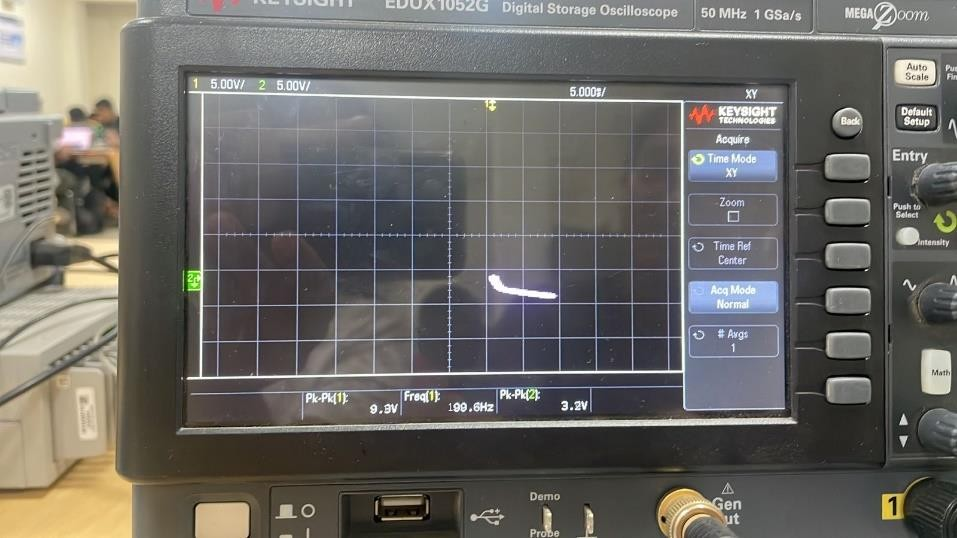 KEYSIGHT EDUX1052G Digital Storage Oscilloscope 50 MHz 1 GSa/s MEGA Zoom
1 5.00V/ 2 5.00V/ 5.000s/ XY
KEYSIGHT
TECHNOLOGIES
Acquire
Time Mode
XY
Zoom
Time Ref
Center
Acq Mode
Normal
# Avgs
1
Pk-Pk(1):
9.3V
Freq(1):
199.6Hz
Pk-Pk(2):
3.2V
Back
Auto
Scale
Default
Setup
Entry
Push to
Select
Intensity
Math
Demo
Probe
Gen
1